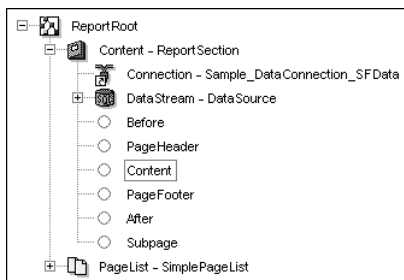 ReportRoot
Content - ReportSection
Connection - Sample_DataConnection_SFData
DataStream - DataSource
Before
PageHeader
Content
PageFooter
After
Subpage
PageList - SimplePageList